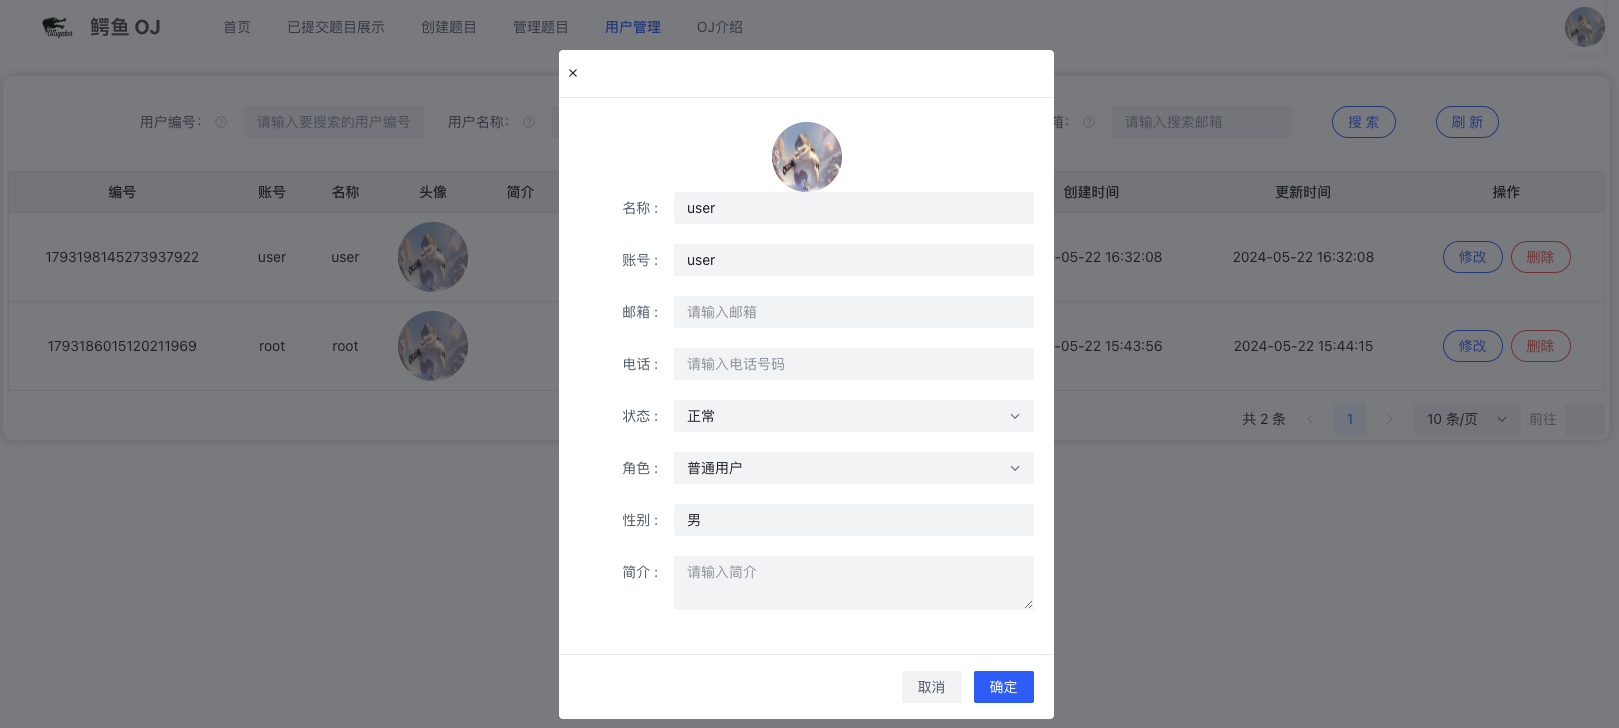 Alligator
鳄鱼 OJ
首页
已提交题目展示
创建题目
管理题目
用户管理
OJ介绍
用户编号：
请输入要搜索的用户编号
用户名称：
箱：
请输入搜索邮箱
搜 索
刷 新
编号
账号
名称
头像
简介
创建时间
更新时间
操作
1793198145273937922
user
user
-05-22 16:32:08
2024-05-22 16:32:08
修改
删除
1793186015120211969
root
root
-05-22 15:43:56
2024-05-22 15:44:15
修改
删除
共 2 条
1
10 条/页
前往
名称 :
user
账号 :
user
邮箱 :
请输入邮箱
电话 :
请输入电话号码
状态 :
正常
角色 :
普通用户
性别 :
男
简介 :
请输入简介
取消
确定